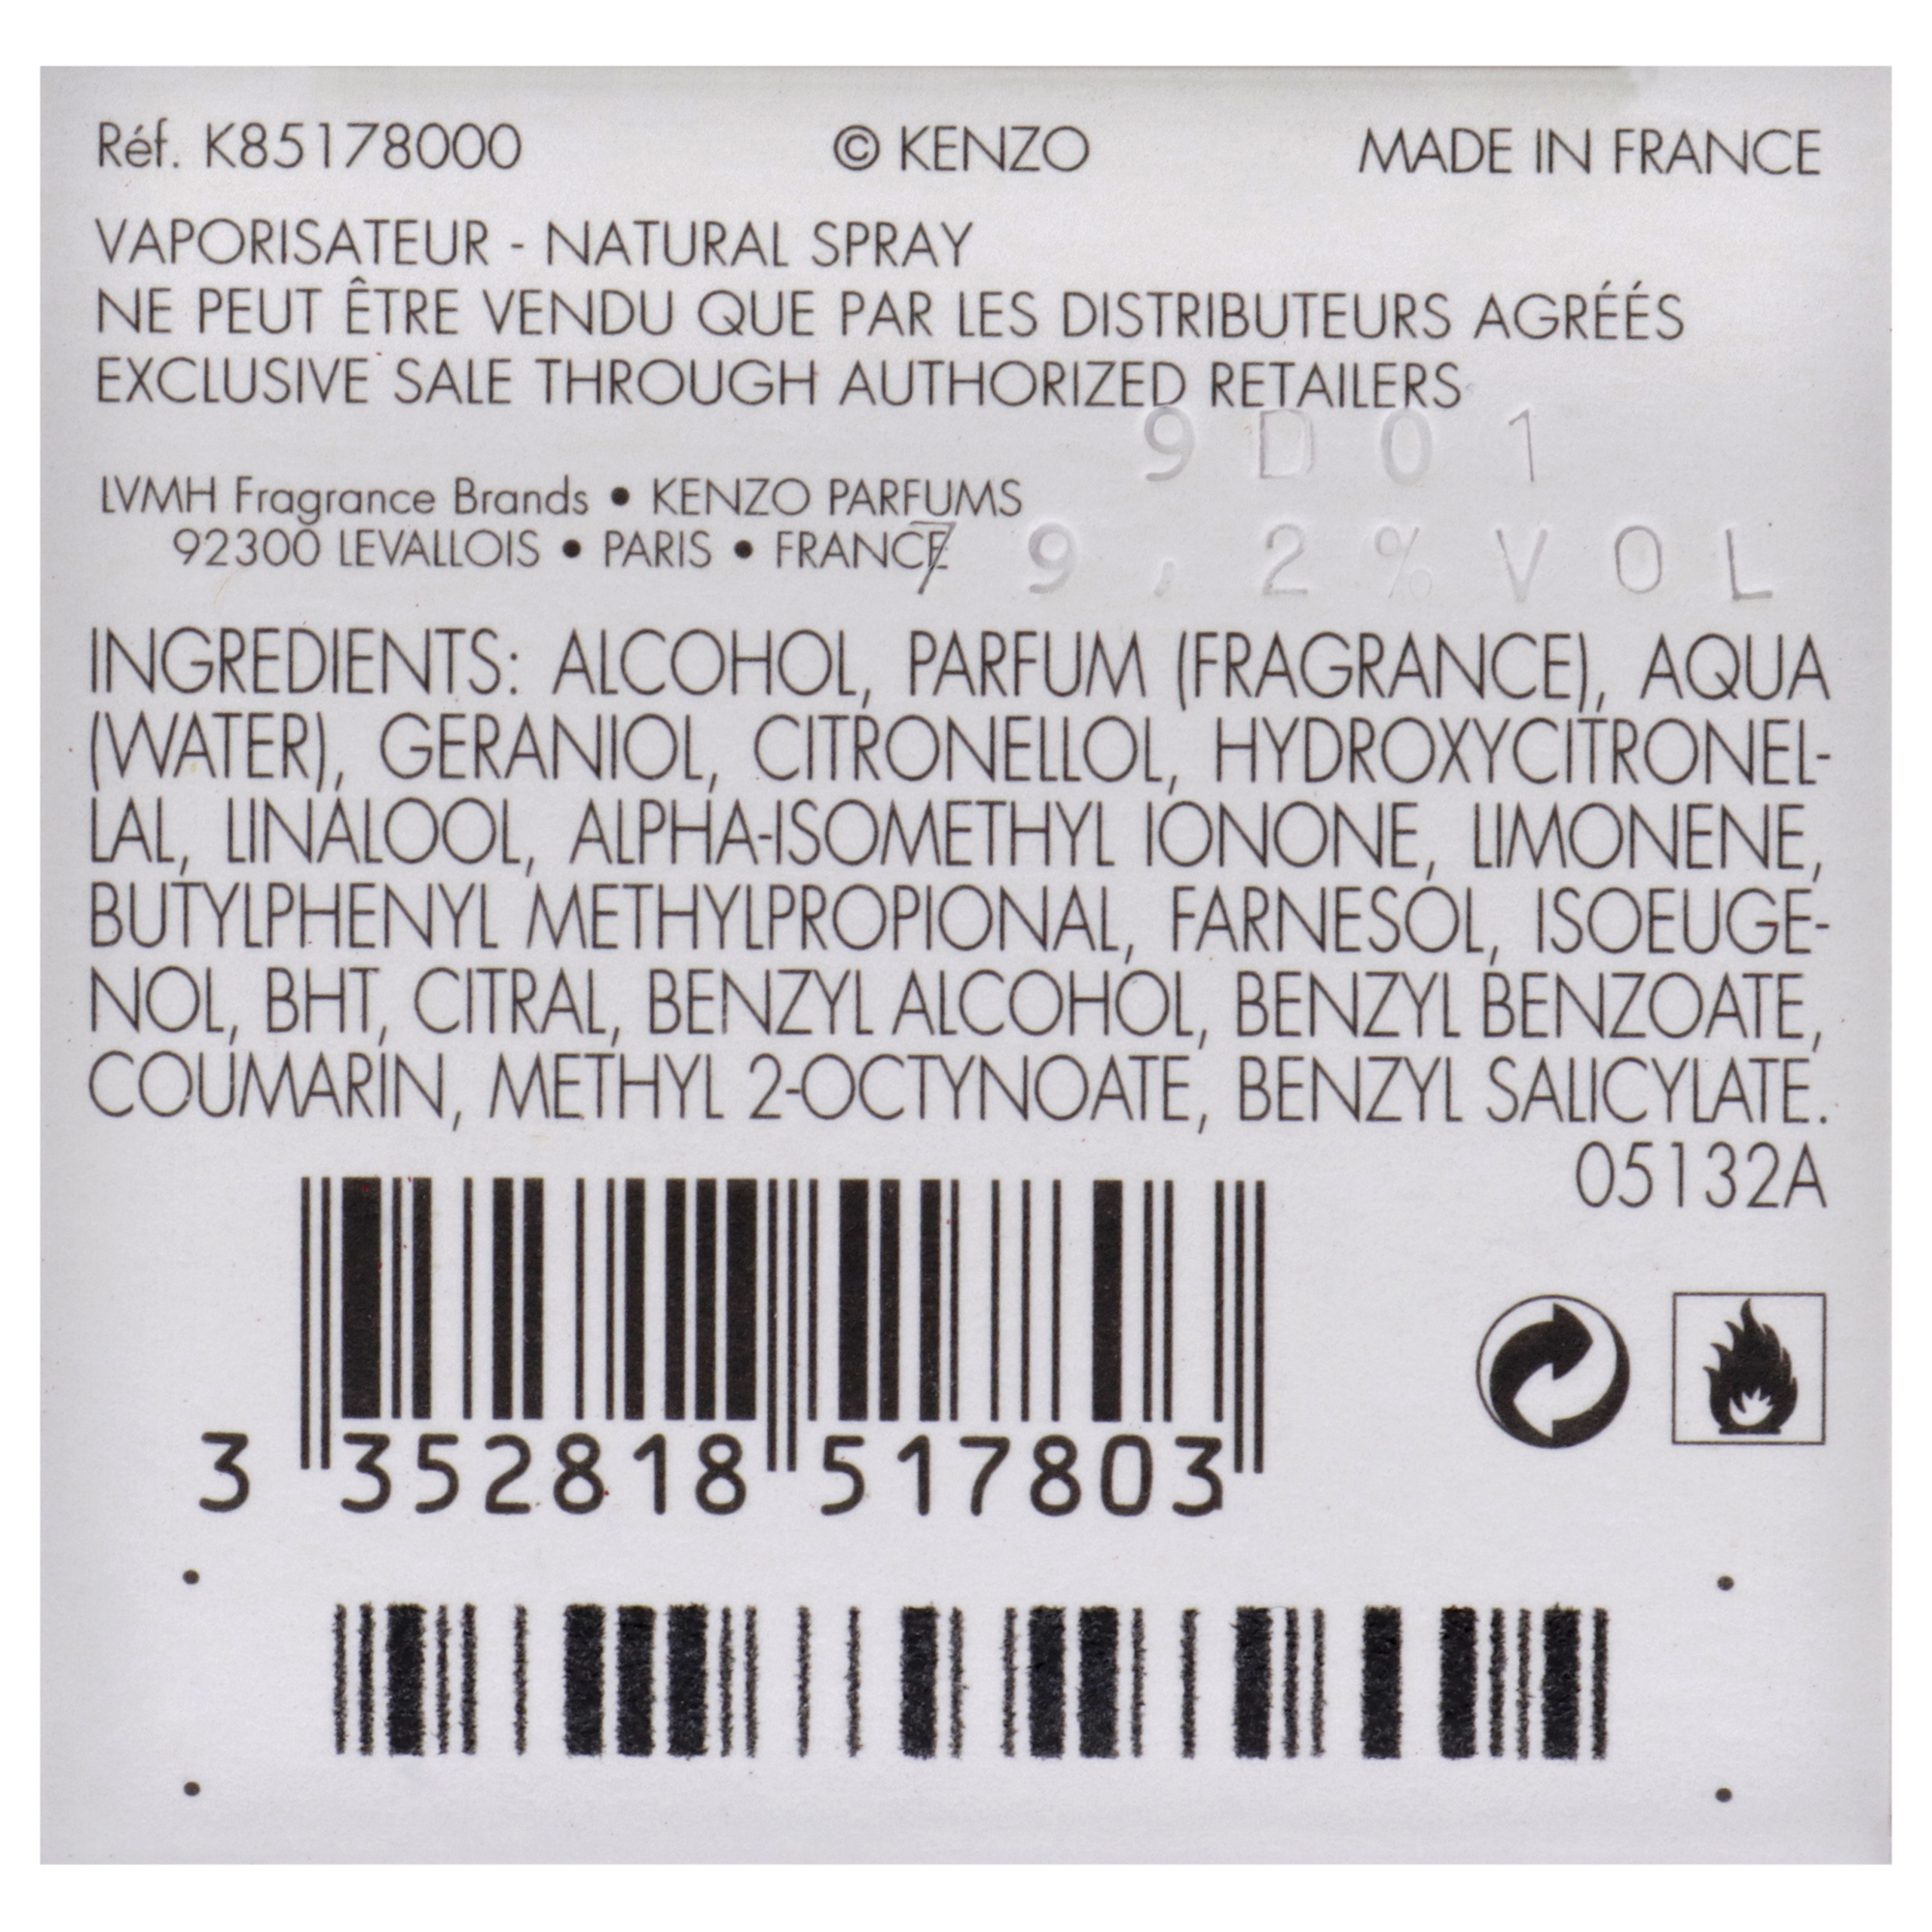 Réf. K85178000 © KENZO MADE IN FRANCE
VAPORISATEUR - NATURAL SPRAY
NE PEUT ÊTRE VENDU QUE PAR LES DISTRIBUTEURS AGRÉÉS
EXCLUSIVE SALE THROUGH AUTHORIZED RETAILERS
9D01
LVMH Fragrance Brands • KENZO PARFUMS
92300 LEVALLOIS • PARIS • FRANCE
79,2%VOL
INGREDIENTS: ALCOHOL, PARFUM (FRAGRANCE), AQUA
(WATER), GERANIOL, CITRONELLOL, HYDROXYCITRONEL-
LAL, LINALOOL, ALPHA-ISOMETHYL IONONE, LIMONENE,
BUTYLPHENYL METHYLPROPIONAL, FARNESOL, ISOEUGE-
NOL, BHT, CITRAL, BENZYL ALCOHOL, BENZYL BENZOATE,
COUMARIN, METHYL 2-OCTYNOATE, BENZYL SALICYLATE.
05132A
3 352818 517803